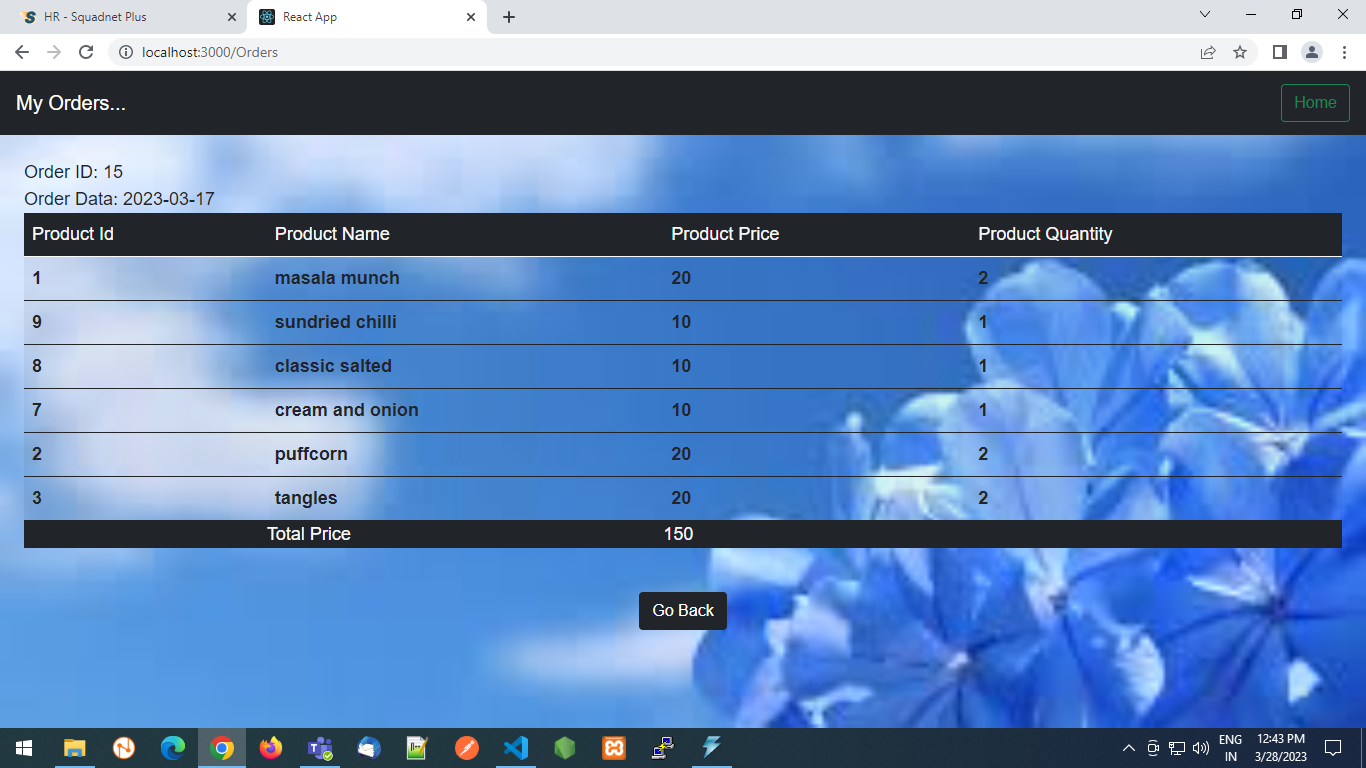 HR - Squadnet Plus
React App
localhost:3000/Orders
My Orders...
Home
Order ID: 15
Order Data: 2023-03-17
Product Id Product Name Product Price Product Quantity
1 masala munch 20 2
9 sundried chilli 10 1
8 classic salted 10 1
7 cream and onion 10 1
2 puffcorn 20 2
3 tangles 20 2
Total Price 150
Go Back
ENG
IN
12:43 PM
3/28/2023